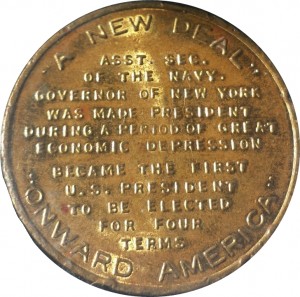 "A NEW DEAL"
ASST. SEC.
OF THE NAVY.
GOVERNOR OF NEW YORK
WAS MADE PRESIDENT
DURING A PERIOD OF GREAT
ECONOMIC DEPRESSION
BECAME THE FIRST
U.S. PRESIDENT
TO BE ELECTED
FOR FOUR
TERMS
"ONWARD AMERICA"